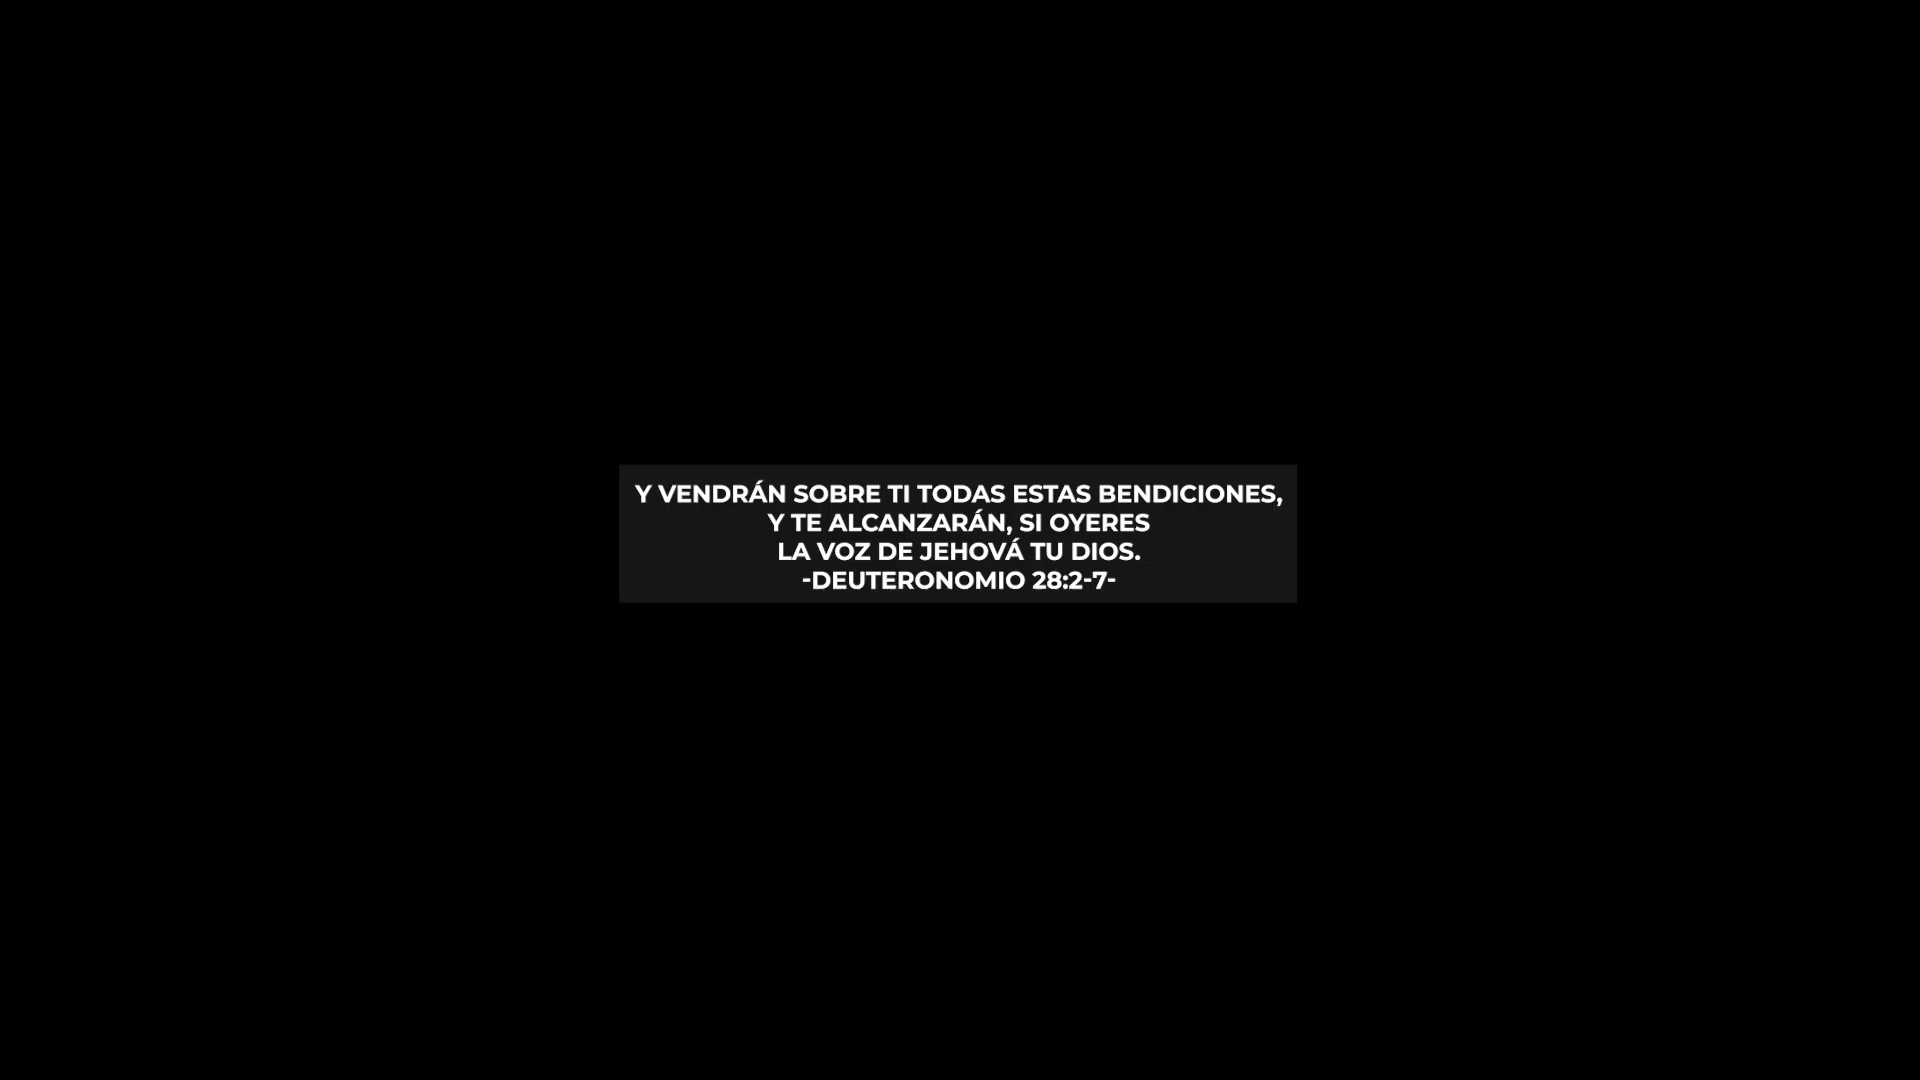 Y VENDRÁN SOBRE TI TODAS ESTAS BENDICIONES,
Y TE ALCANZARÁN, SI OYERES
LA VOZ DE JEHOVÁ TU DIOS.
-DEUTERONOMIO 28:2-7-